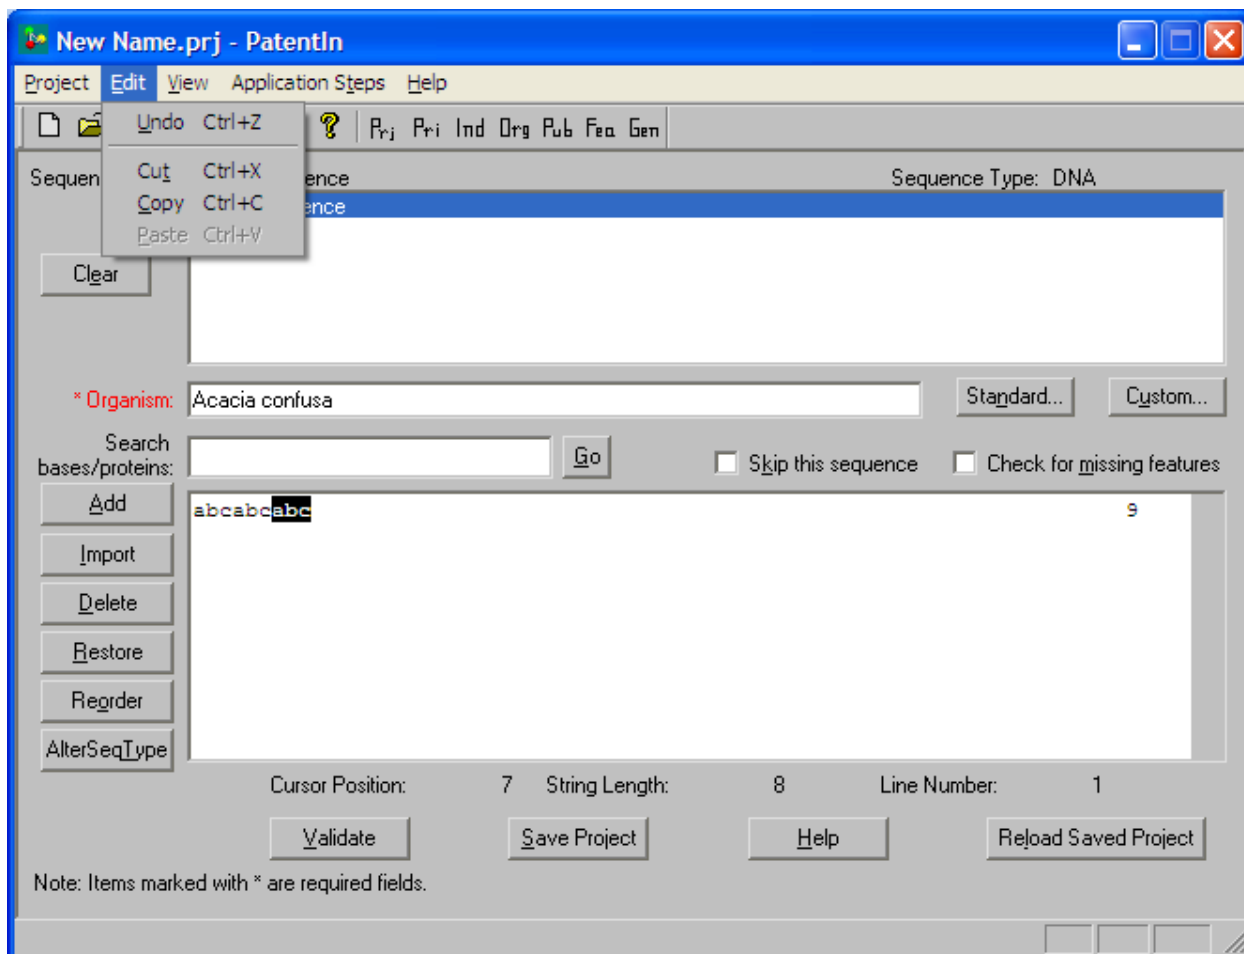 New Name.prj - PatentIn
Project Edit View Application Steps Help
Undo Ctrl+Z
Cut Ctrl+X
Copy Ctrl+C
Paste Ctrl+V
? Prj Pri Ind Org Pub Fea Gen
Sequen ence Sequence Type: DNA
ence
Clear
* Organism: Acacia confusa Standard... Custom...
Search
bases/proteins: Go Skip this sequence Check for missing features
Add abcabcabc 9
Import
Delete
Restore
Reorder
AlterSeqType
Cursor Position: 7 String Length: 8 Line Number: 1
Validate Save Project Help Reload Saved Project
Note: Items marked with * are required fields.